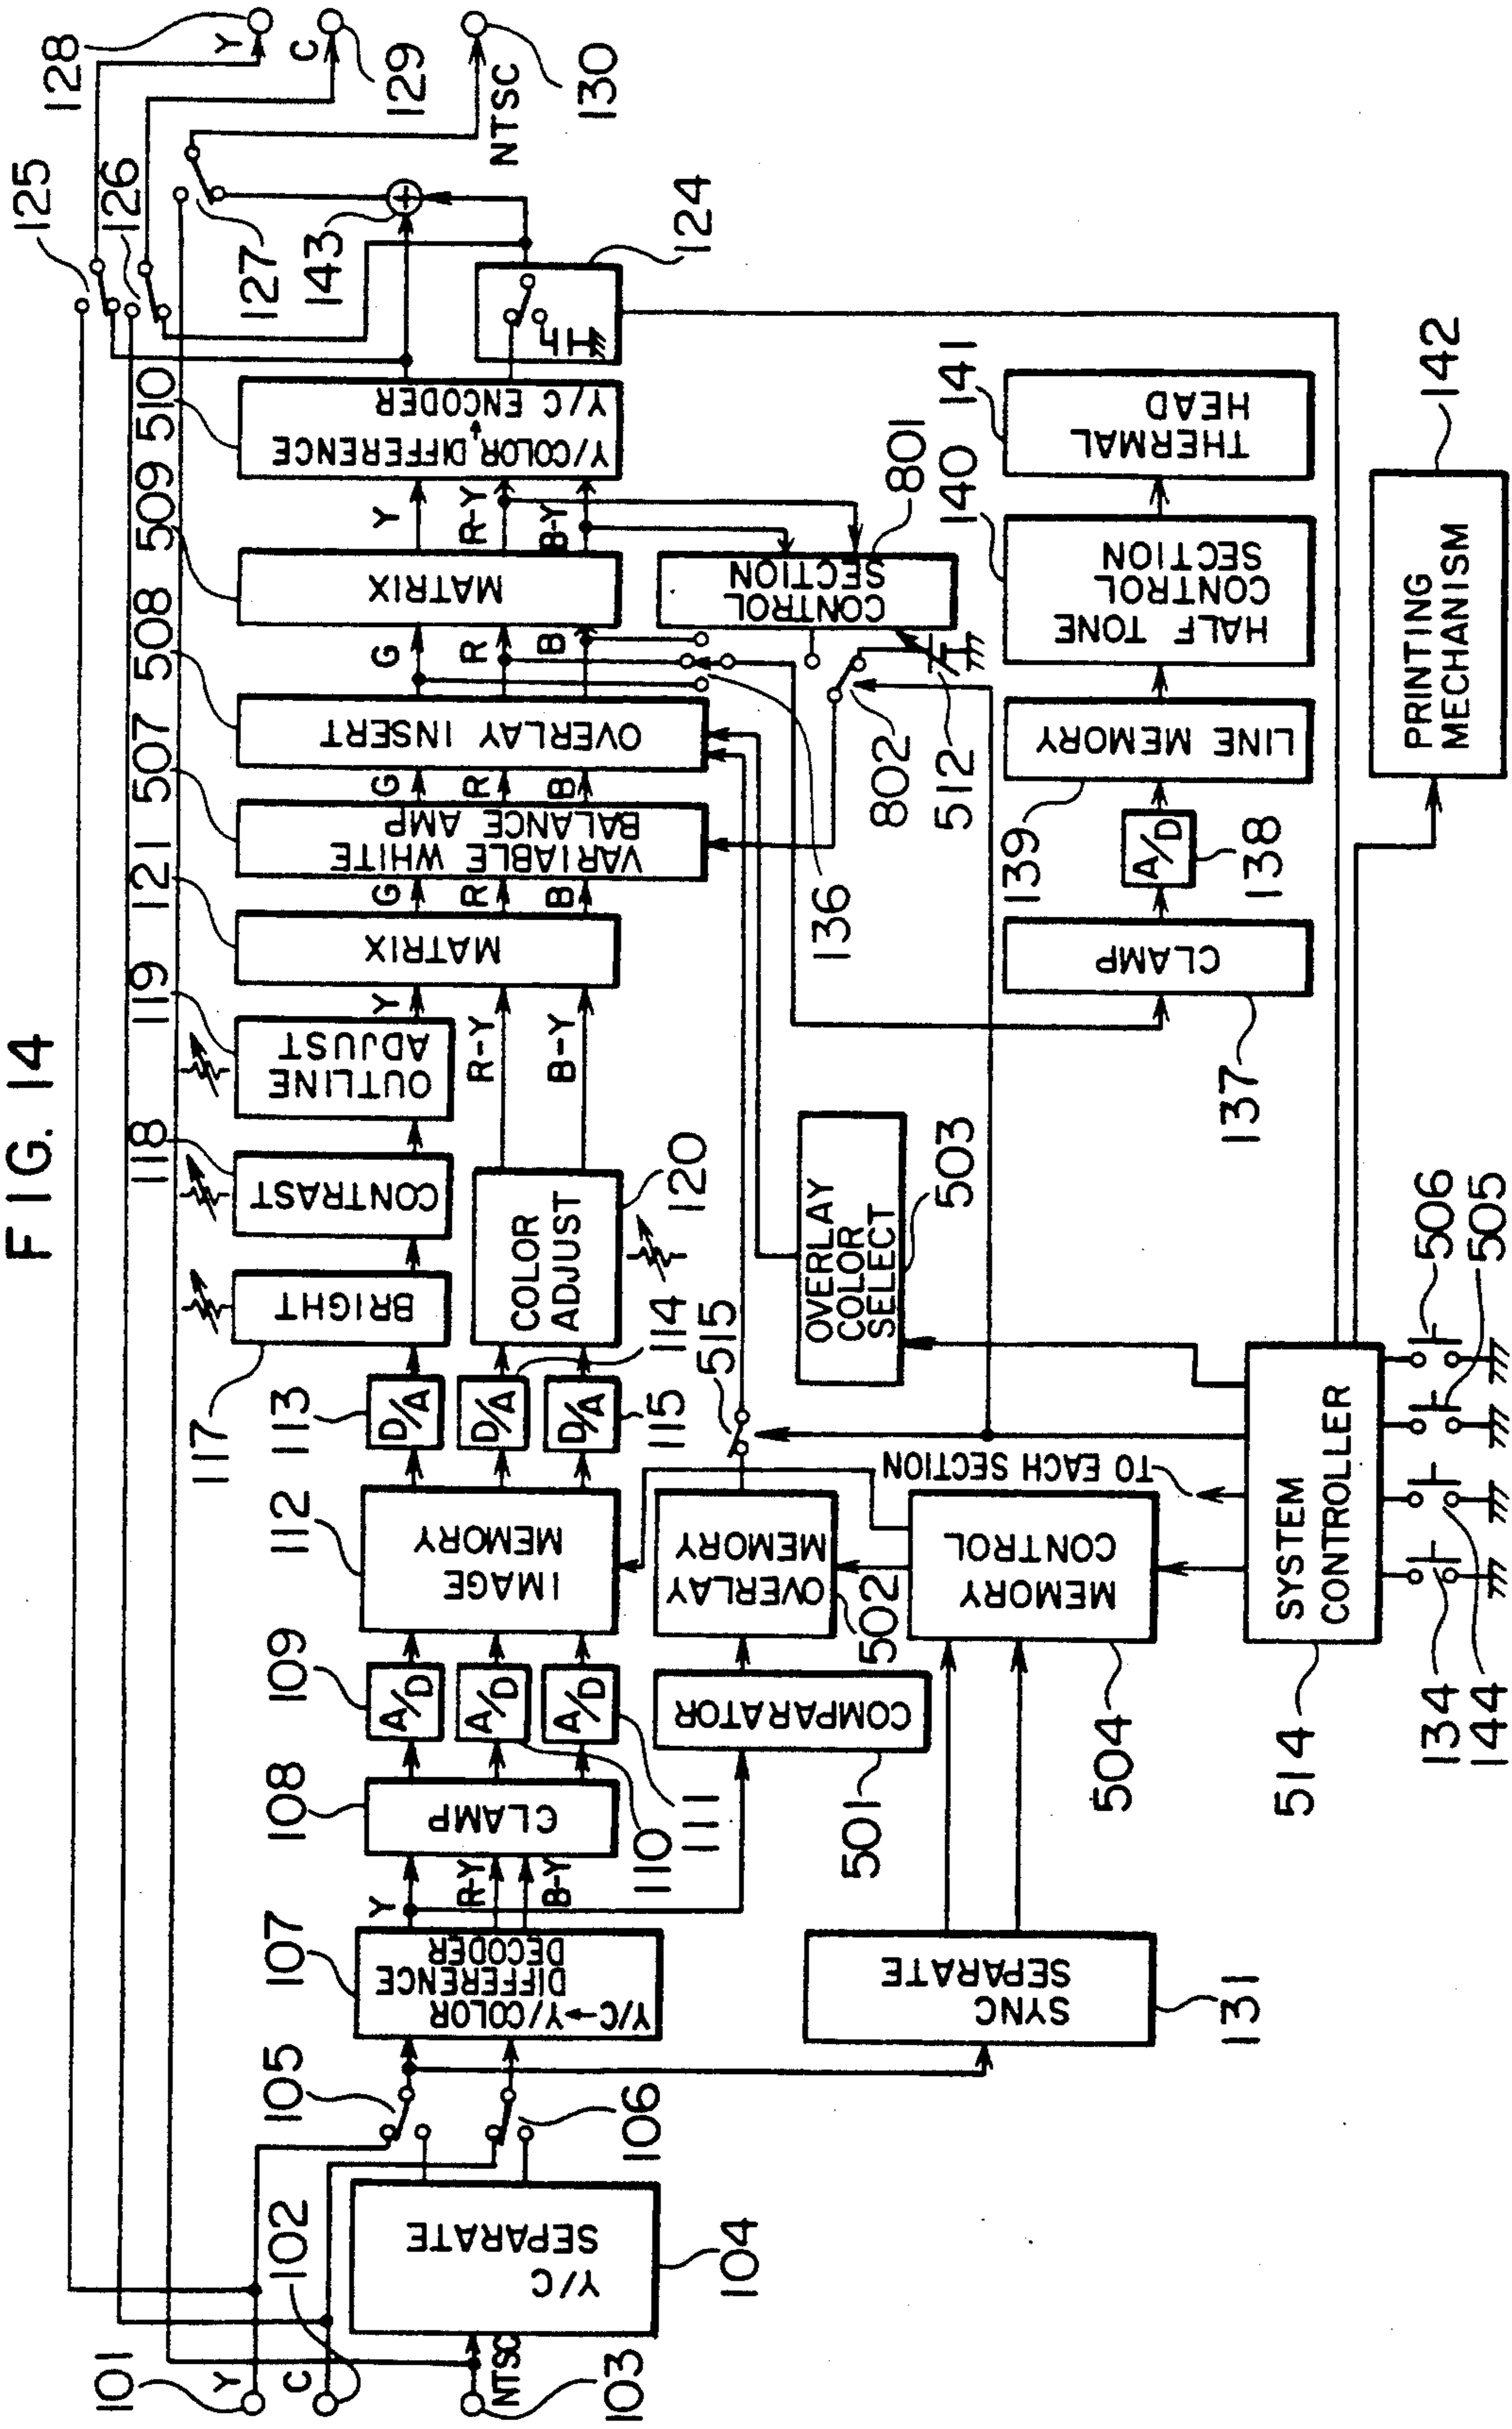 FIG. 14
101
Y
102
C
103
NTSC
104
Y/C
SEPARATE
105
106
107
Y/C→Y/COLOR
DIFFERENCE
DECODER
Y
R-Y
B-Y
108
CLAMP
109
A/D
110
A/D
111
A/D
112
IMAGE
MEMORY
113
D/A
114
D/A
115
D/A
117
BRIGHT
118
CONTRAST
119
OUTLINE
ADJUST
120
COLOR
ADJUST
Y
R-Y
B-Y
121
MATRIX
G
R
B
507
VARIABLE WHITE
BALANCE AMP
G
R
B
508
OVERLAY INSERT
G
R
B
509
MATRIX
Y
R-Y
B-Y
510
Y/COLOR DIFFERENCE
→
Y/C ENCODER
124
143
125
126
127
Y
128
C
129
NTSC
130
131
SYNC
SEPARATE
501
COMPARATOR
502
OVERLAY
MEMORY
504
MEMORY
CONTROL
515
503
OVERLAY
COLOR
SELECT
TO EACH SECTION
514
SYSTEM
CONTROLLER
134
144
505
506
136
801
CONTROL
SECTION
802
512
137
CLAMP
138
A/D
139
LINE MEMORY
140
HALF TONE
CONTROL
SECTION
141
THERMAL
HEAD
142
PRINTING
MECHANISM